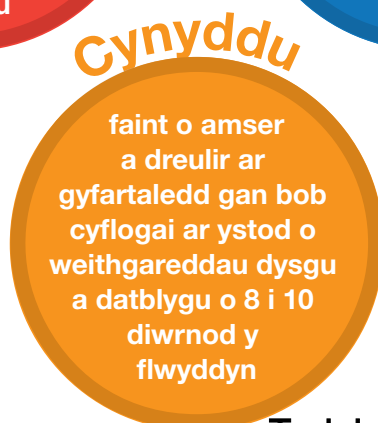 Cynyddu
faint o amser
a dreulir ar
gyfartaledd gan bob
cyflogai ar ystod o
weithgareddau dysgu
a datblygu o 8 i 10
diwrnod y
flwyddyn